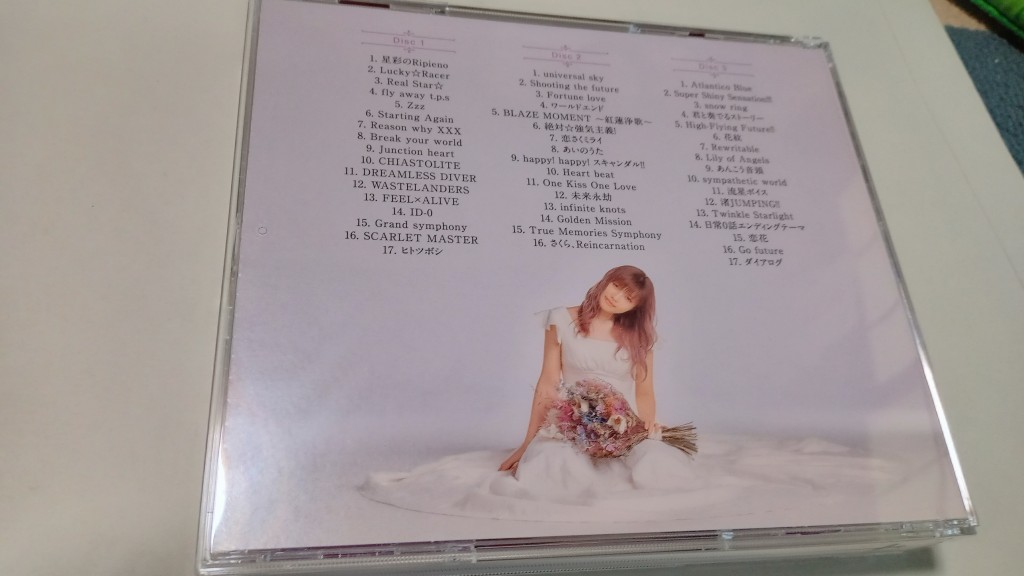 Disc 1
1. 星彩のRipieno
2. Lucky☆Racer
3. Real Star☆
4. fly away t.p.s
5. Zzz
6. Starting Again
7. Reason why XXX
8. Break your world
9. Junction heart
10. CHIASTOLITE
11. DREAMLESS DIVER
12. WASTELANDERS
13. FEEL×ALIVE
14. ID-0
15. Grand symphony
16. SCARLET MASTER
17. ヒトツボシ
Disc 2
1. universal sky
2. Shooting the future
3. Fortune love
4. ワールドエンド
5. BLAZE MOMENT ～紅蓮浄歌～
6. 絶対☆強気主義!
7. 恋さくミライ
8. あいのうた
9. happy! happy! スキャンダル!!
10. Heart beat
11. One Kiss One Love
12. 未来永劫
13. infinite knots
14. Golden Mission
15. True Memories Symphony
16. さくら、Reincarnation
Disc 3
1. Atlantico Blue
2. Super Shiny Sensation!!
3. snow ring
4.君と奏でるストーリー
5. High-Flying Future!!
6. 花紋
7. Rewritable
8. Lily of Angels
9. あんこう音頭
10. sympathetic world
11. 流星ボイス
12. 渚JUMPING!!
13. Twinkle Starlight
14. 日常0話エンディングテーマ
15. 恋花
16. Go future
17. ダイアログ